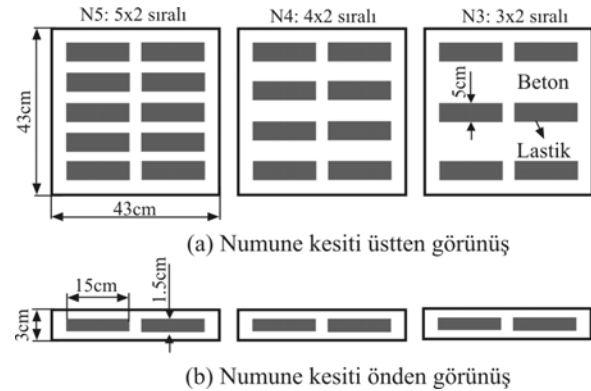 N5: 5x2 sıralı
N4: 4x2 sıralı
N3: 3x2 sıralı
43cm
5cm
Beton
Lastik
43cm
(a) Numune kesiti üstten görünüş
15cm
1.5cm
3cm
(b) Numune kesiti önden görünüş